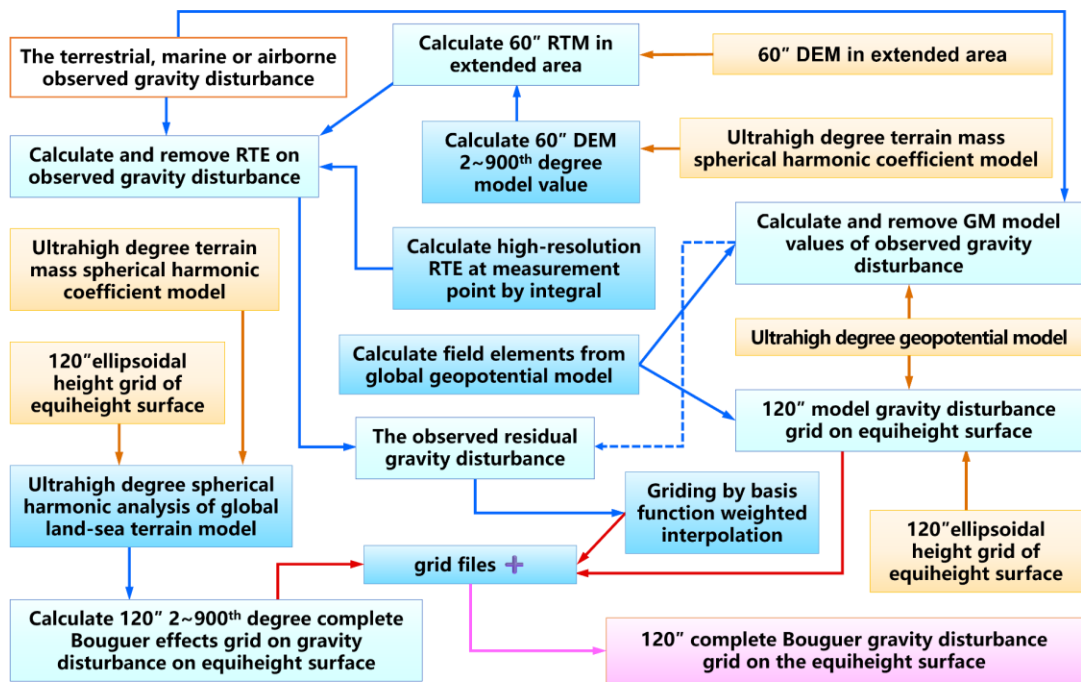 The terrestrial, marine or airborne
observed gravity disturbance
Calculate 60″ RTM in
extended area
60″ DEM in extended area
Calculate and remove RTE on
observed gravity disturbance
Calculate 60″ DEM
2~900ᵗʰ degree
model value
Ultrahigh degree terrain mass
spherical harmonic coefficient model
Ultrahigh degree terrain
mass spherical harmonic
coefficient model
Calculate high-resolution
RTE at measurement
point by integral
Calculate and remove GM model
values of observed gravity
disturbance
120″ellipsoidal
height grid of
equiheight surface
Calculate field elements from
global geopotential model
Ultrahigh degree geopotential model
The observed residual
gravity disturbance
120″ model gravity disturbance
grid on equiheight surface
Ultrahigh degree spherical
harmonic analysis of global
land-sea terrain model
Griding by basis
function weighted
interpolation
120″ellipsoidal
height grid of
equiheight surface
grid files ➕
Calculate 120″ 2~900ᵗʰ degree complete
Bouguer effects grid on gravity
disturbance on equiheight surface
120″ complete Bouguer gravity disturbance
grid on the equiheight surface